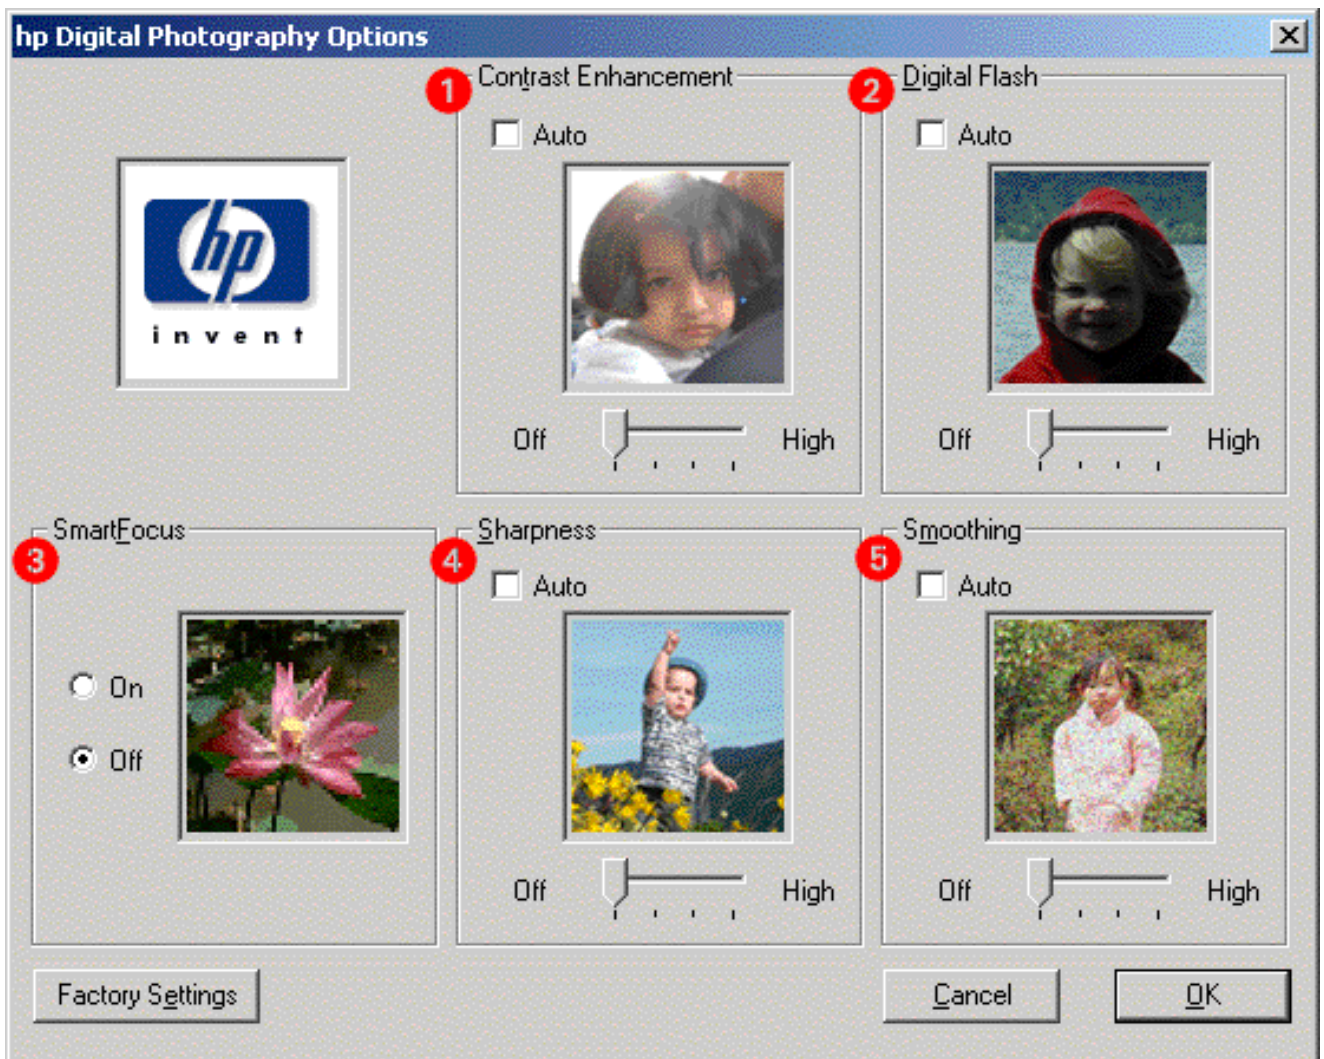 hp Digital Photography Options
hp
invent
1 Contrast Enhancement
Auto
Off High
2 Digital Flash
Auto
Off High
3 SmartFocus
On
Off
4 Sharpness
Auto
Off High
5 Smoothing
Auto
Off High
Factory Settings
Cancel
OK